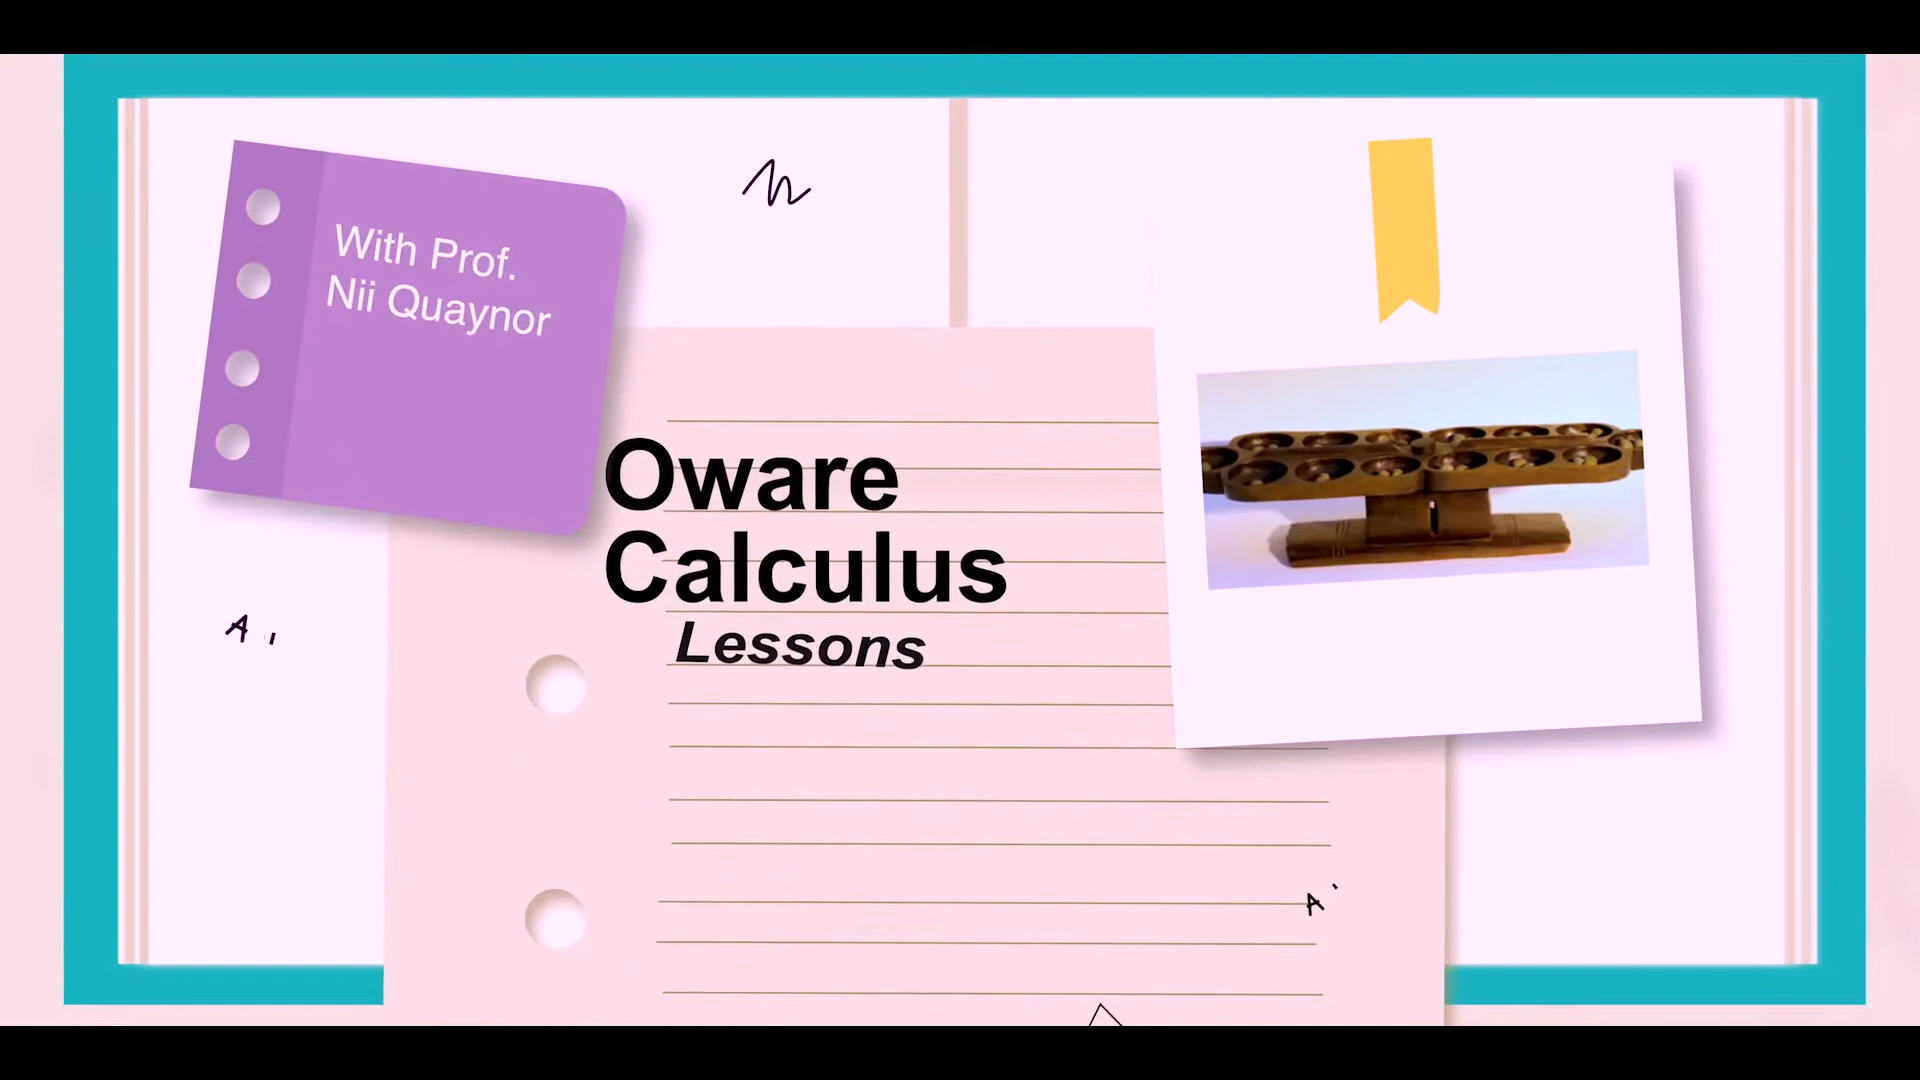 With Prof.
Nii Quaynor
Oware
Calculus
Lessons
A
A